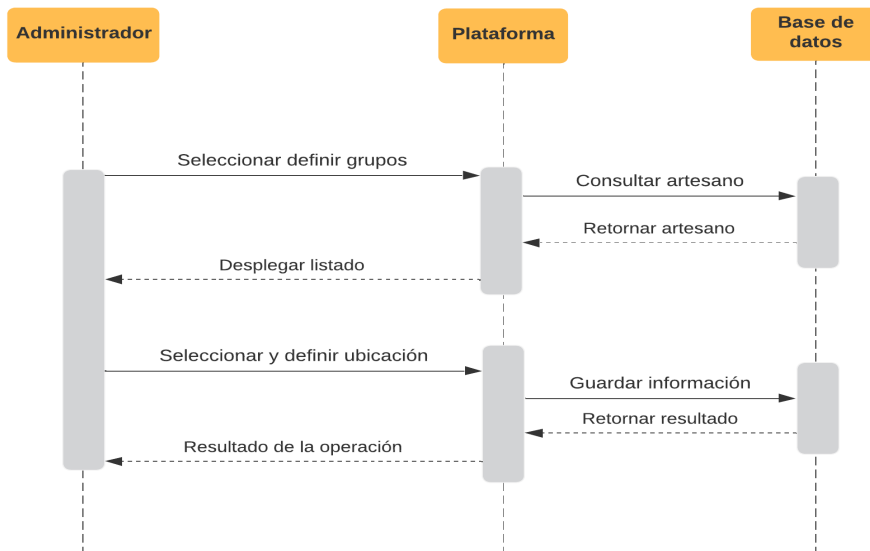 Administrador
Plataforma
Base de
datos
Seleccionar definir grupos
Consultar artesano
Retornar artesano
Desplegar listado
Seleccionar y definir ubicación
Guardar información
Retornar resultado
Resultado de la operación